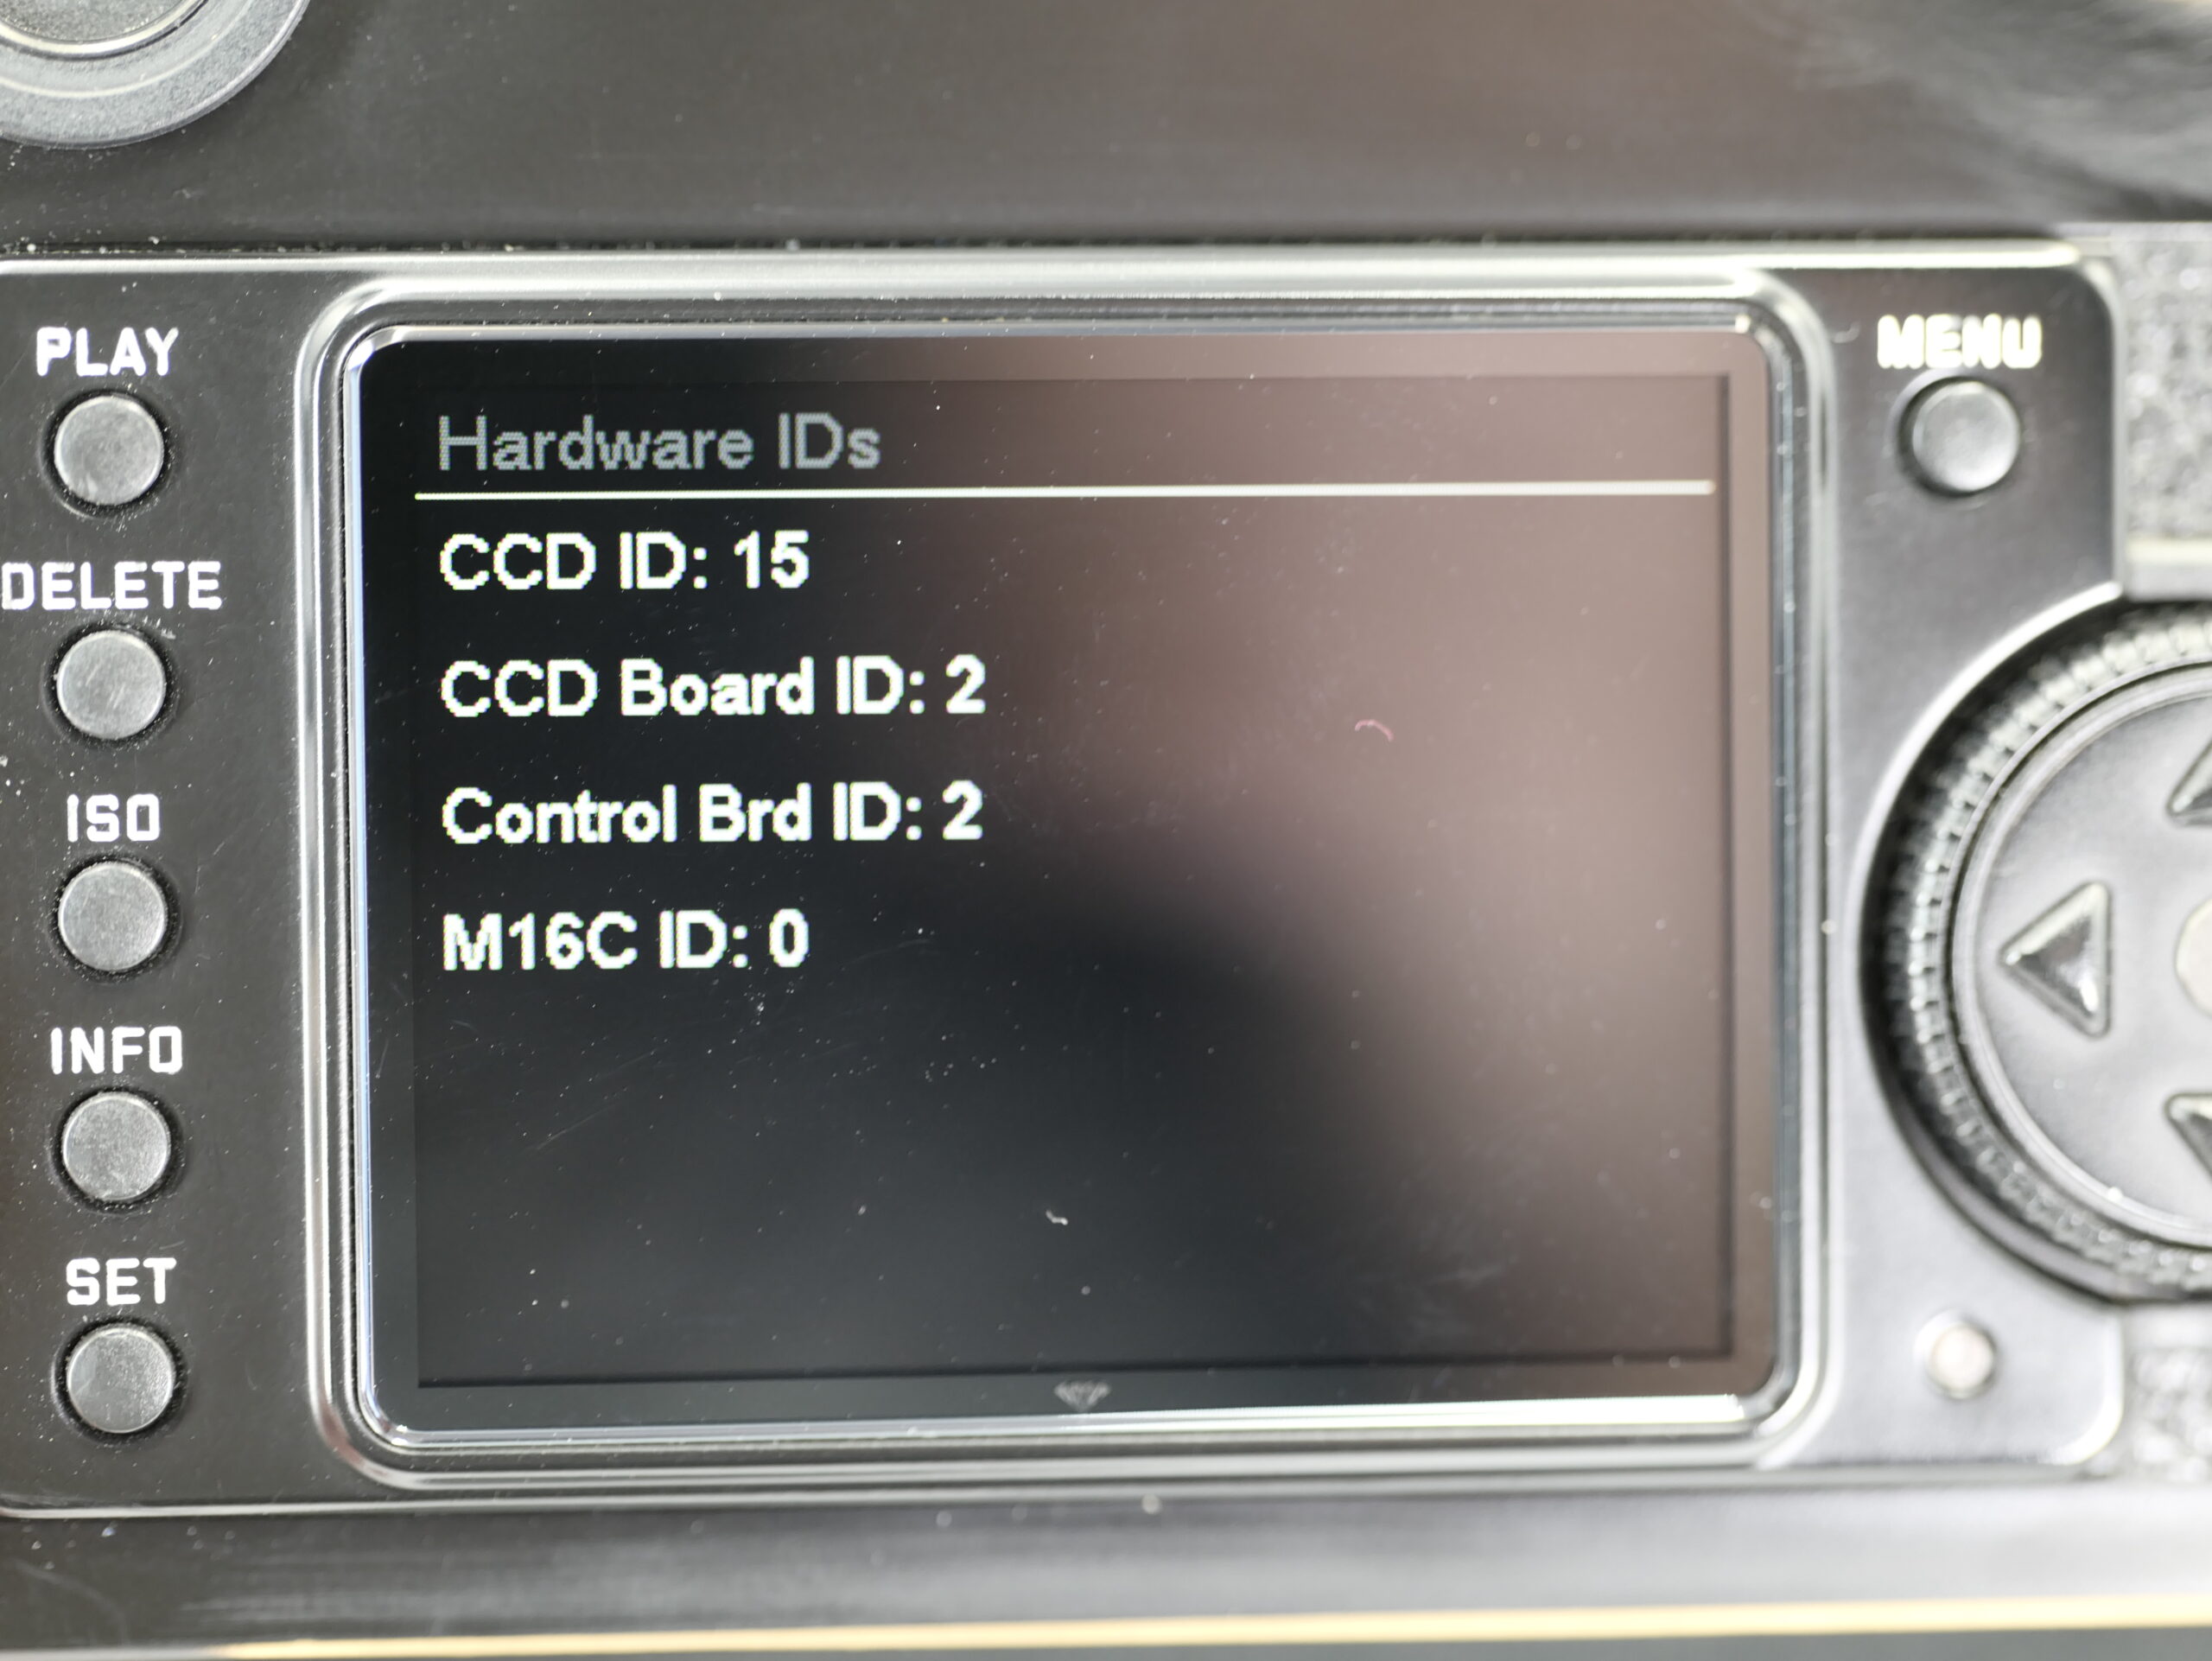 PLAY
DELETE
ISO
INFO
SET
Hardware IDs
CCD ID: 15
CCD Board ID: 2
Control Brd ID: 2
M16C ID: 0
MENU